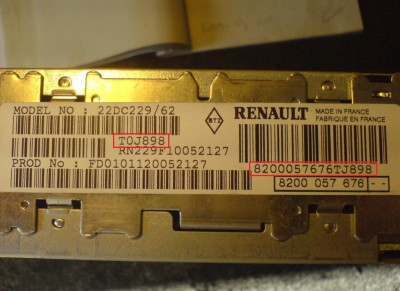 MODEL NO : 22DC229/62
T0J898
RN229F10052127
PROD No : FD0101120052127
RENAULT
MADE IN FRANCE
FABRIQUE EN FRANCE
8200057676TJ898
8200 057 676 --